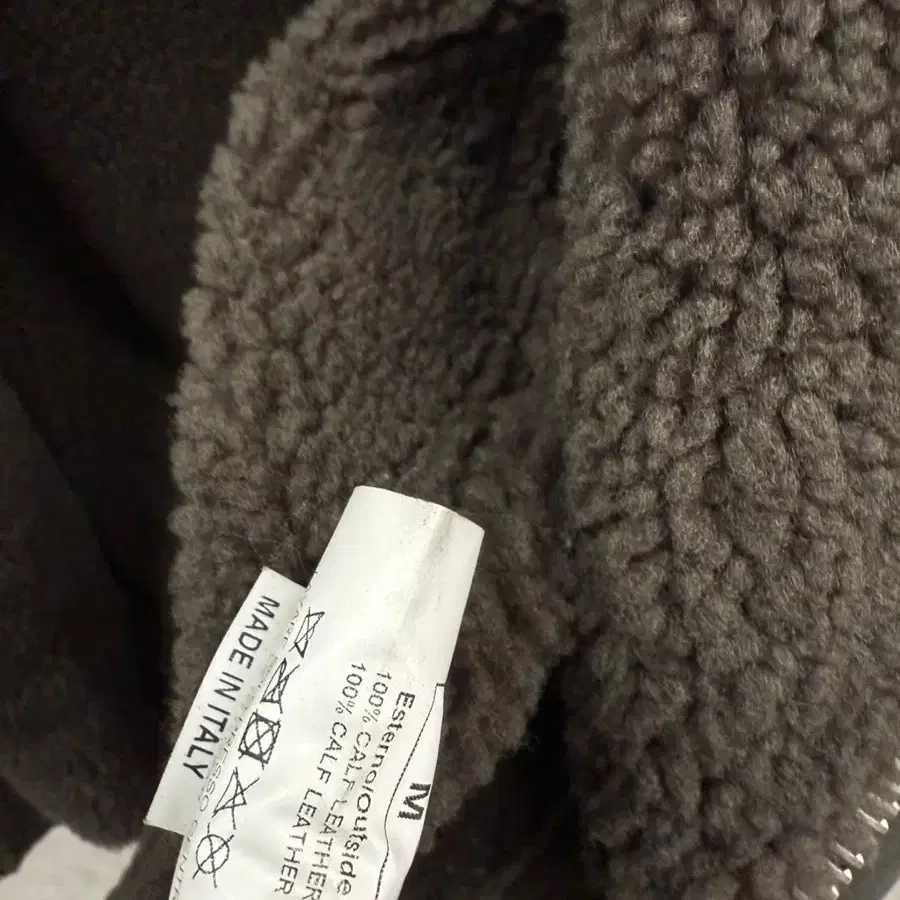 M
Esterno/outside
100% CALF LEATHER
100% CALF LEATHER
MADE IN ITALY